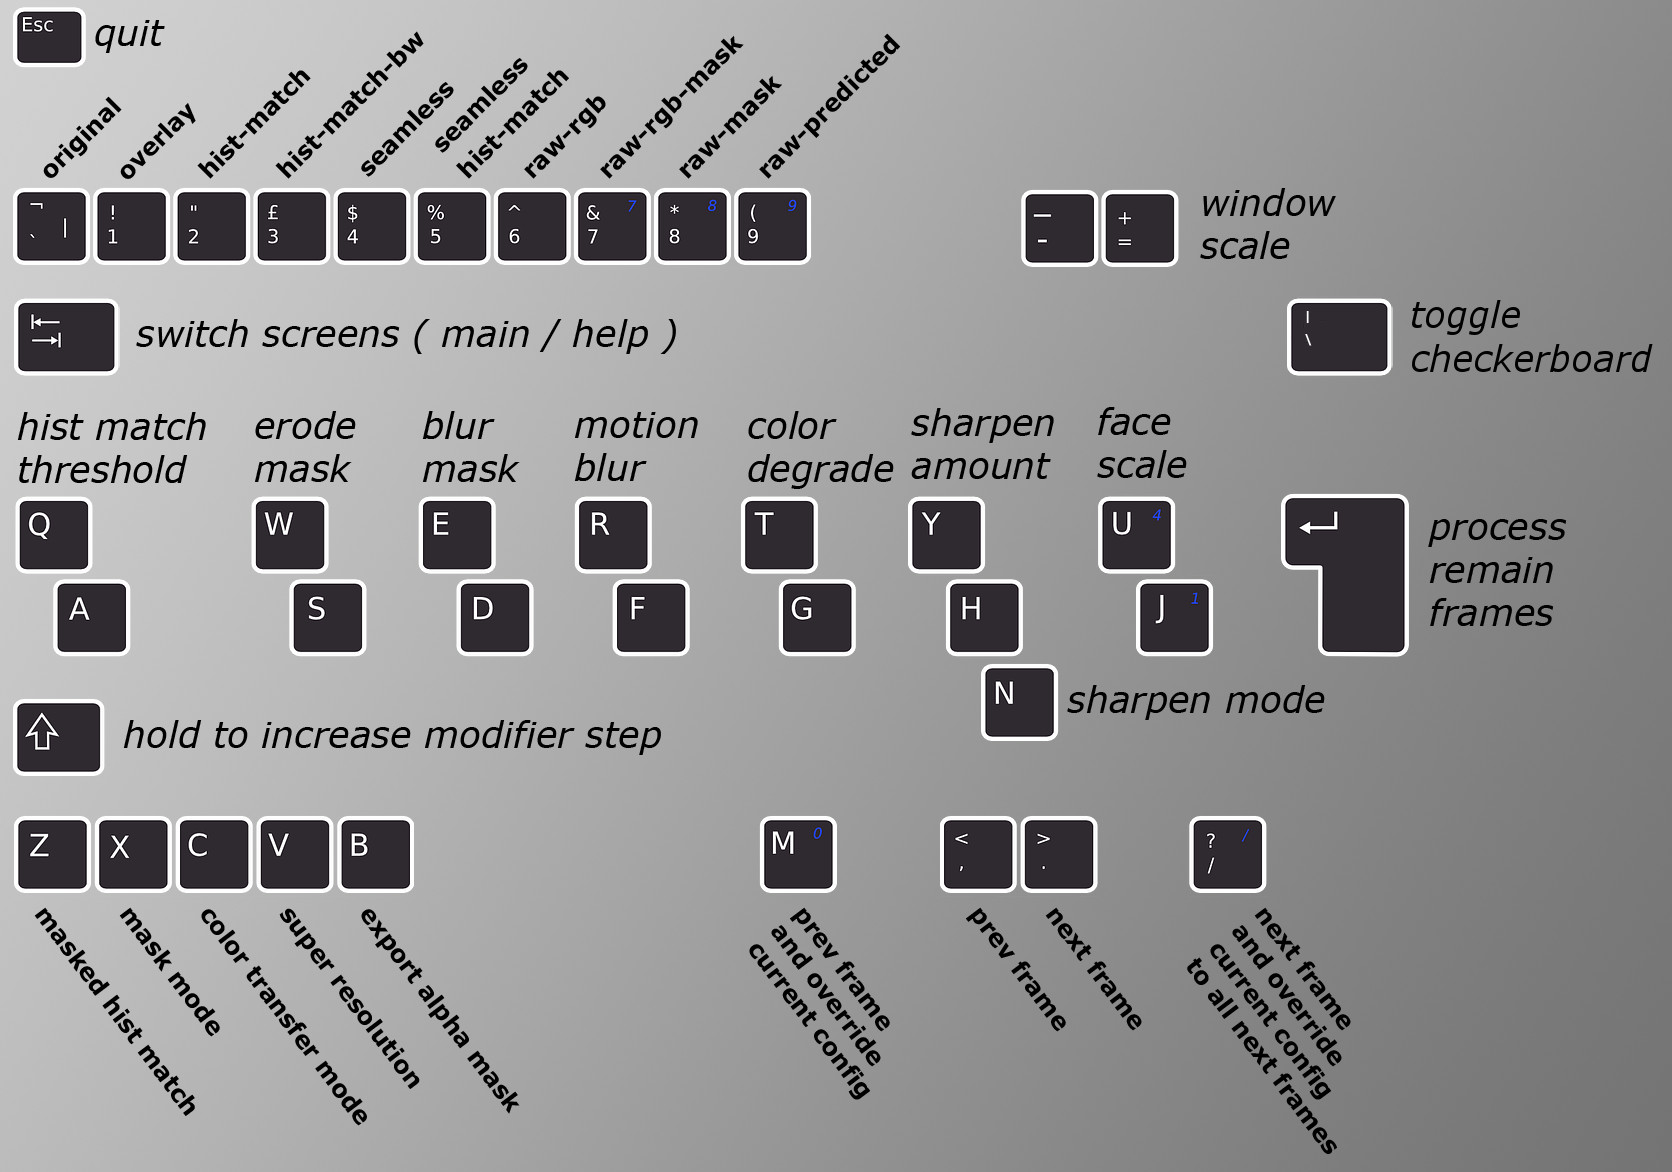 Esc quit
original
overlay
hist-match
hist-match-bw
seamless
seamless
hist-match
raw-rgb
raw-rgb-mask
raw-mask
raw-predicted
¬ ` |
! 1
" 2
£ 3
$ 4
% 5
^ 6
& 7 7
* 8 8
( 9 9
_ -
+ =
window
scale
switch screens ( main / help )
| \
toggle
checkerboard
hist match
threshold
erode
mask
blur
mask
motion
blur
color
degrade
sharpen
amount
face
scale
Q W E R T Y U 4
A S D F G H J 1
process
remain
frames
N sharpen mode
hold to increase modifier step
Z X C V B M 0 < , > . ? / /
masked hist match
mask mode
color transfer mode
super resolution
export alpha mask
prev frame
and override
current config
prev frame
next frame
next frame
and override
current config
to all next frames